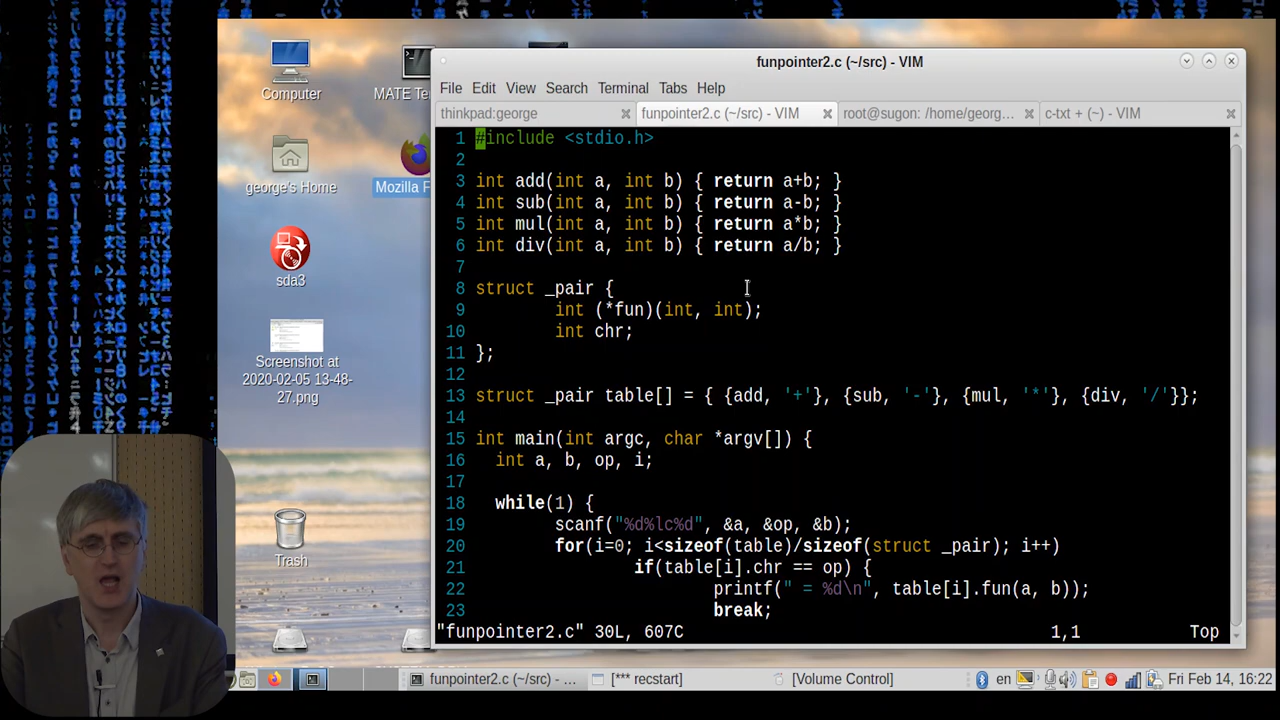 Computer
MATE Te
george's Home
Mozilla F
sda3
Screenshot at
2020-02-05 13-48-
27.png
Trash
funpointer2.c (~/src) - VIM
File Edit View Search Terminal Tabs Help
thinkpad:george
funpointer2.c (~/src) - VIM
root@sugon: /home/georg...
c-txt + (~) - VIM
1 #include <stdio.h>
2
3 int add(int a, int b) { return a+b; }
4 int sub(int a, int b) { return a-b; }
5 int mul(int a, int b) { return a*b; }
6 int div(int a, int b) { return a/b; }
7
8 struct _pair {
9 int (*fun)(int, int);
10 int chr;
11 };
12
13 struct _pair table[] = { {add, '+'}, {sub, '-'}, {mul, '*'}, {div, '/'}};
14
15 int main(int argc, char *argv[]) {
16 int a, b, op, i;
17
18 while(1) {
19 scanf("%d%lc%d", &a, &op, &b);
20 for(i=0; i<sizeof(table)/sizeof(struct _pair); i++)
21 if(table[i].chr == op) {
22 printf(" = %d\n", table[i].fun(a, b));
23 break;
"funpointer2.c" 30L, 607C 1,1 Top
funpointer2.c (~/src) - ...
[*** recstart]
[Volume Control]
en
Fri Feb 14, 16:22